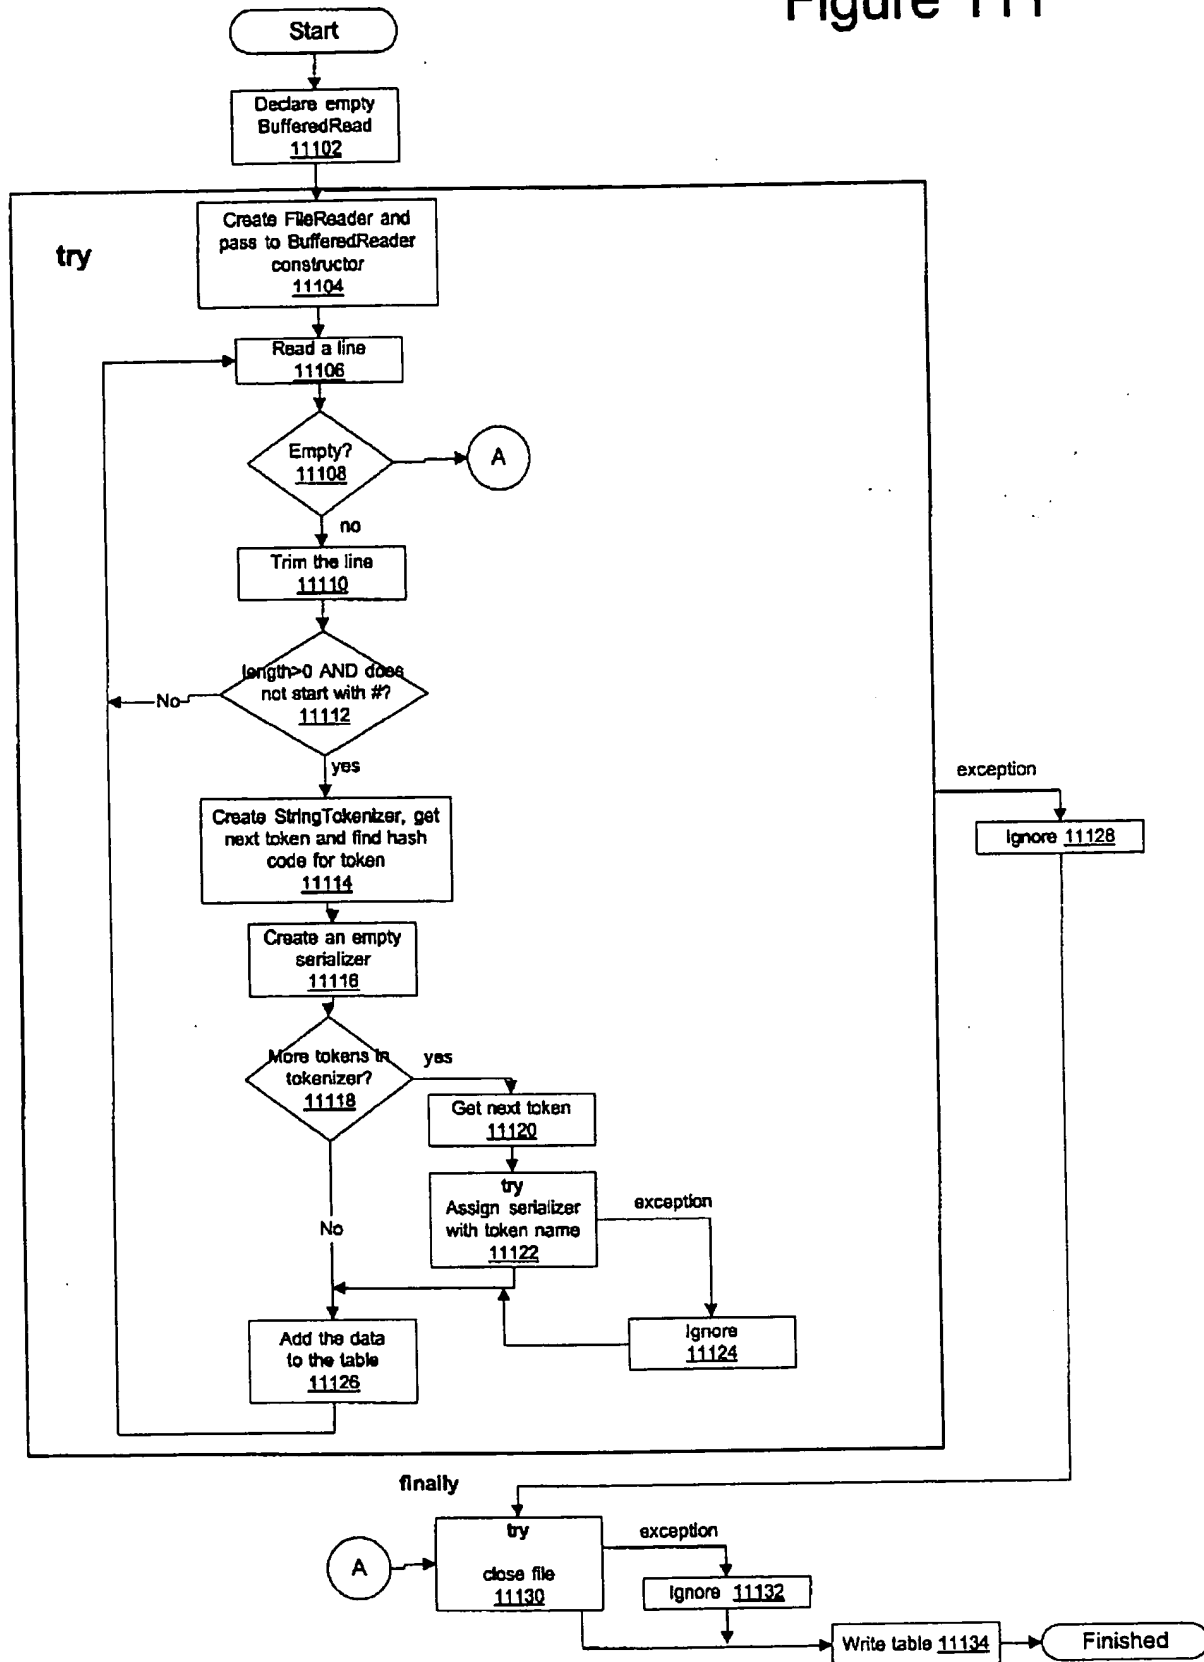 Figure 111
Start
Declare empty
BufferedRead
11102
try
Create FileReader and
pass to BufferedReader
constructor
11104
Read a line
11106
Empty?
11108
A
no
Trim the line
11110
length>0 AND does
not start with #?
11112
No
yes
exception
Ignore 11128
Create StringTokenizer, get
next token and find hash
code for token
11114
Create an empty
serializer
11116
More tokens in
tokenizer?
11118
yes
Get next token
11120
try
Assign serializer
with token name
11122
exception
No
Ignore
11124
Add the data
to the table
11126
finally
A
try
close file
11130
exception
Ignore 11132
Write table 11134
Finished